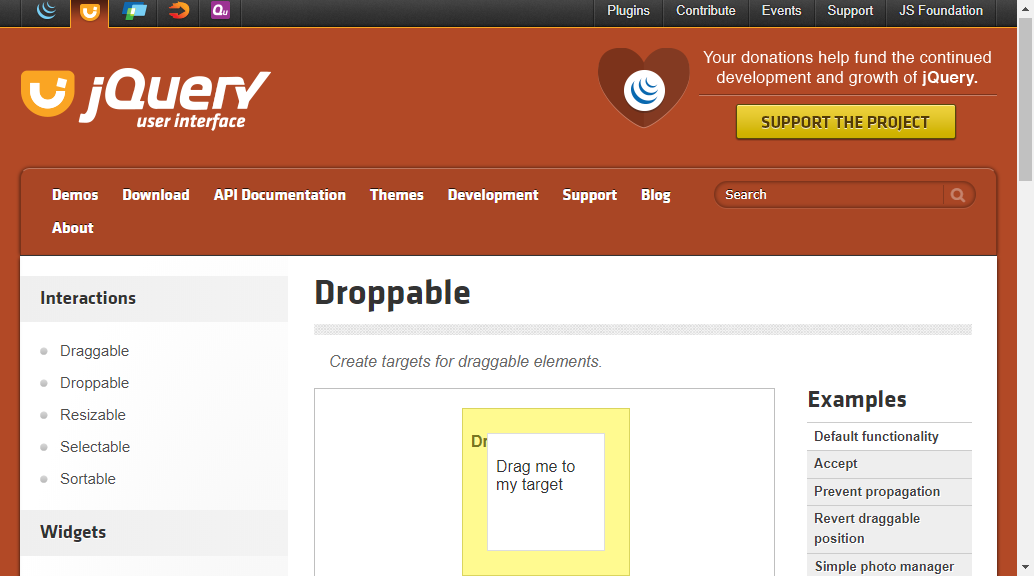 Plugins
Contribute
Events
Support
JS Foundation
Qu
jQuery
user interface
Your donations help fund the continued
development and growth of jQuery.
SUPPORT THE PROJECT
Demos
Download
API Documentation
Themes
Development
Support
Blog
Search
About
Interactions
Draggable
Droppable
Resizable
Selectable
Sortable
Widgets
Droppable
Create targets for draggable elements.
Dr
Drag me to
my target
Examples
Default functionality
Accept
Prevent propagation
Revert draggable
position
Simple photo manager